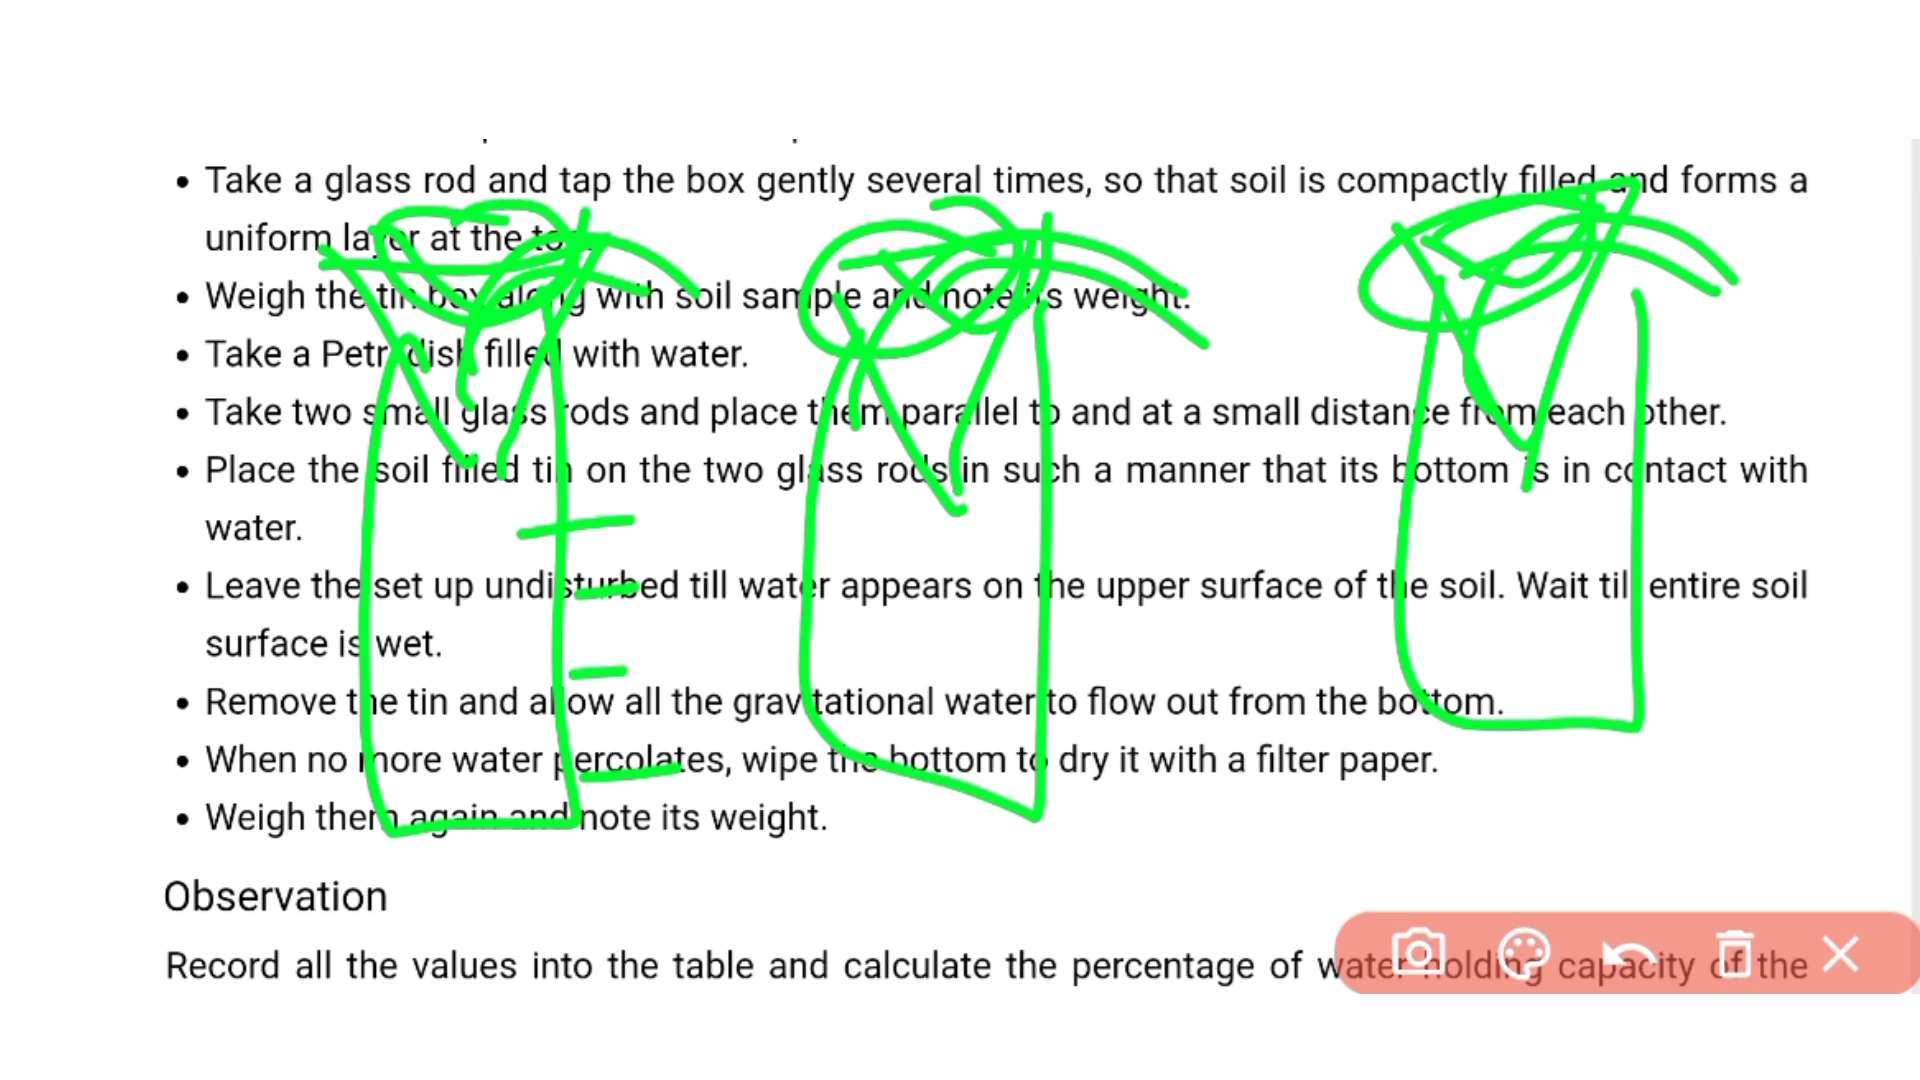 • Take a glass rod and tap the box gently several times, so that soil is compactly filled and forms a
uniform layer at the
• Weigh the tin box along with soil sample and note its weight.
• Take a Petri dish filled with water.
• Take two small glass rods and place them parallel to and at a small distance from each other.
• Place the soil filled tin on the two glass rods in such a manner that its bottom is in contact with
water.
• Leave the set up undisturbed till water appears on the upper surface of the soil. Wait till entire soil
surface is wet.
• Remove the tin and allow all the gravitational water to flow out from the bottom.
• When no more water percolates, wipe the bottom to dry it with a filter paper.
• Weigh them again and note its weight.
Observation
Record all the values into the table and calculate the percentage of water holding capacity of the